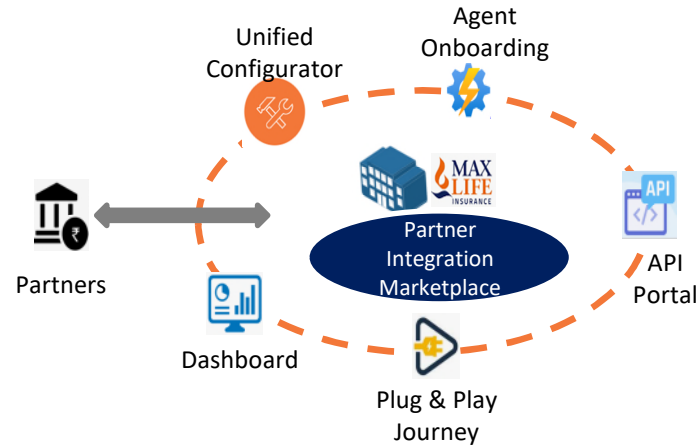 Agent
Onboarding
Unified
Configurator
API
MAX
LIFE
INSURANCE
Partner
Integration
Marketplace
₹
Partners
API
Portal
Dashboard
Plug & Play
Journey